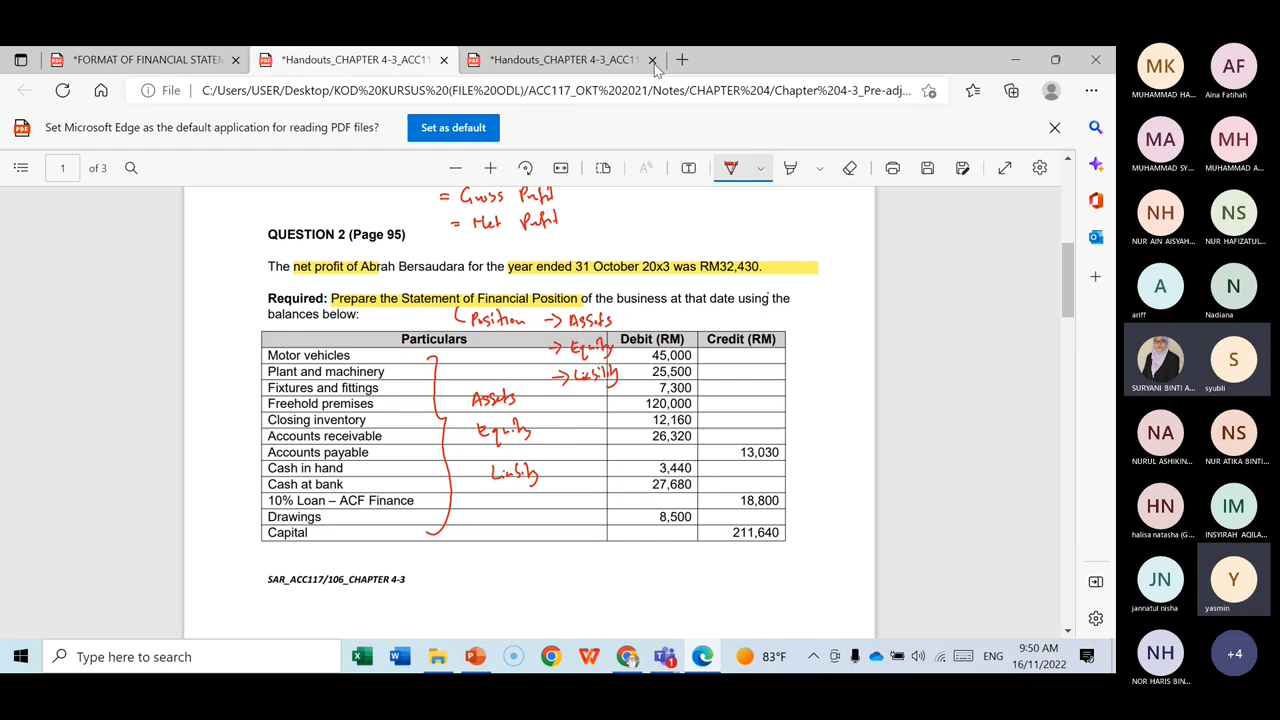 *FORMAT OF FINANCIAL STATEM
*Handouts_CHAPTER 4-3_ACC11
*Handouts_CHAPTER 4-3_ACC11
File
C:/Users/USER/Desktop/KOD%20KURSUS%20(FILE%20ODL)/ACC117_OKT%202021/Notes/CHAPTER%204/Chapter%204-3_Pre-adj...
Set Microsoft Edge as the default application for reading PDF files?
Set as default
1
of 3
= Gross Profit
= Net Profit
QUESTION 2 (Page 95)
The net profit of Abrah Bersaudara for the year ended 31 October 20x3 was RM32,430.
Required: Prepare the Statement of Financial Position of the business at that date using the
balances below:
Position → Assets
→ Equity
→ Liability
Particulars Debit (RM) Credit (RM)
Motor vehicles 45,000
Plant and machinery 25,500
Fixtures and fittings 7,300
Freehold premises 120,000
Closing inventory 12,160
Accounts receivable 26,320
Accounts payable 13,030
Cash in hand 3,440
Cash at bank 27,680
10% Loan – ACF Finance 18,800
Drawings 8,500
Capital 211,640
Assets
Equity
Liability
SAR_ACC117/106_CHAPTER 4-3
MK
MUHAMMAD HA...
AF
Aina Fatihah
MA
MUHAMMAD SY...
MH
MUHAMMAD A...
NH
NUR AIN AISYAH...
NS
NUR HAFIZATUL...
A
ariff
N
Nadiana
SURYANI BINTI A...
S
syubli
NA
NURUL ASHIKIN...
NS
NUR ATIKA BINTI...
HN
halisa natasha (G...
IM
INSYIRAH AQILA...
JN
jannatul nisha
Y
yasmin
NH
NOR HARIS BIN...
+4
Type here to search
83°F
ENG
9:50 AM
16/11/2022